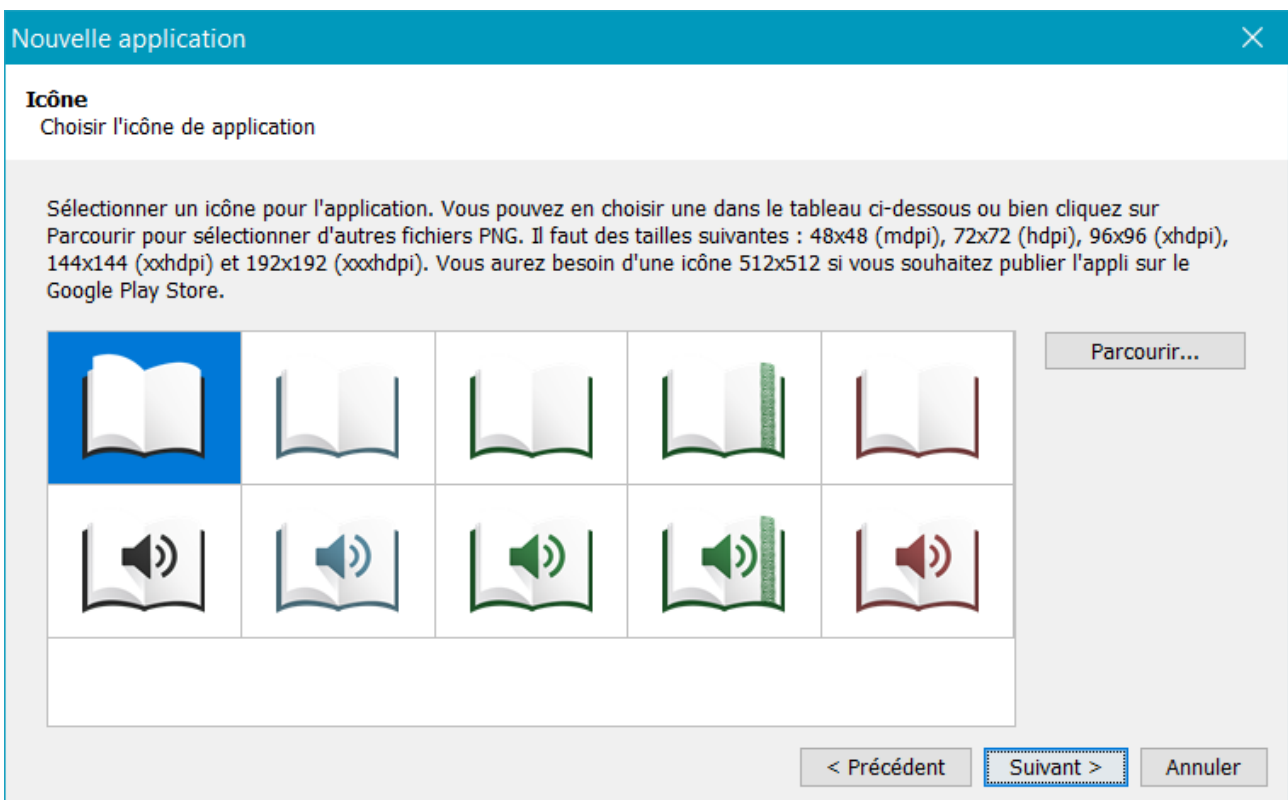 Nouvelle application
Icône
Choisir l'icône de application
Sélectionner un icône pour l'application. Vous pouvez en choisir une dans le tableau ci-dessous ou bien cliquez sur
Parcourir pour sélectionner d'autres fichiers PNG. Il faut des tailles suivantes : 48x48 (mdpi), 72x72 (hdpi), 96x96 (xhdpi),
144x144 (xxhdpi) et 192x192 (xxxhdpi). Vous aurez besoin d'une icône 512x512 si vous souhaitez publier l'appli sur le
Google Play Store.
Parcourir...
< Précédent
Suivant >
Annuler